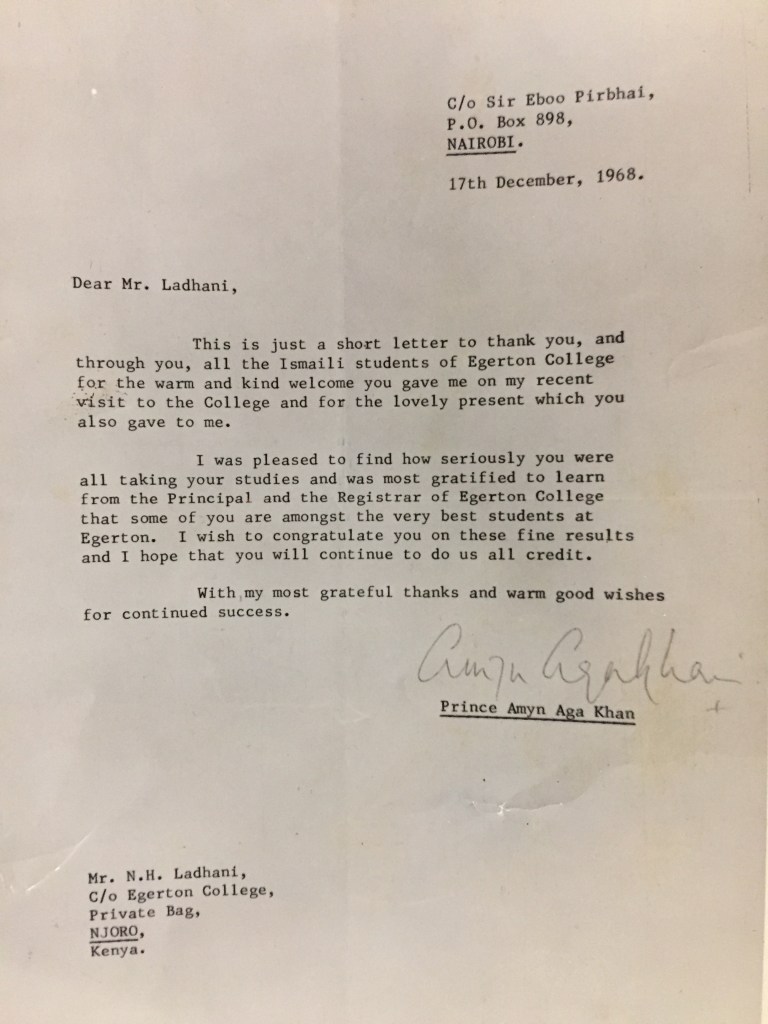 C/o Sir Eboo Pirbhai,
P.O. Box 898,
NAIROBI.
17th December, 1968.
Dear Mr. Ladhani,
This is just a short letter to thank you, and
through you, all the Ismaili students of Egerton College
for the warm and kind welcome you gave me on my recent
visit to the College and for the lovely present which you
also gave to me.
I was pleased to find how seriously you were
all taking your studies and was most gratified to learn
from the Principal and the Registrar of Egerton College
that some of you are amongst the very best students at
Egerton. I wish to congratulate you on these fine results
and I hope that you will continue to do us all credit.
With my most grateful thanks and warm good wishes
for continued success.
Amyn Aga Khan
Prince Amyn Aga Khan
Mr. N.H. Ladhani,
C/o Egerton College,
Private Bag,
NJORO,
Kenya.